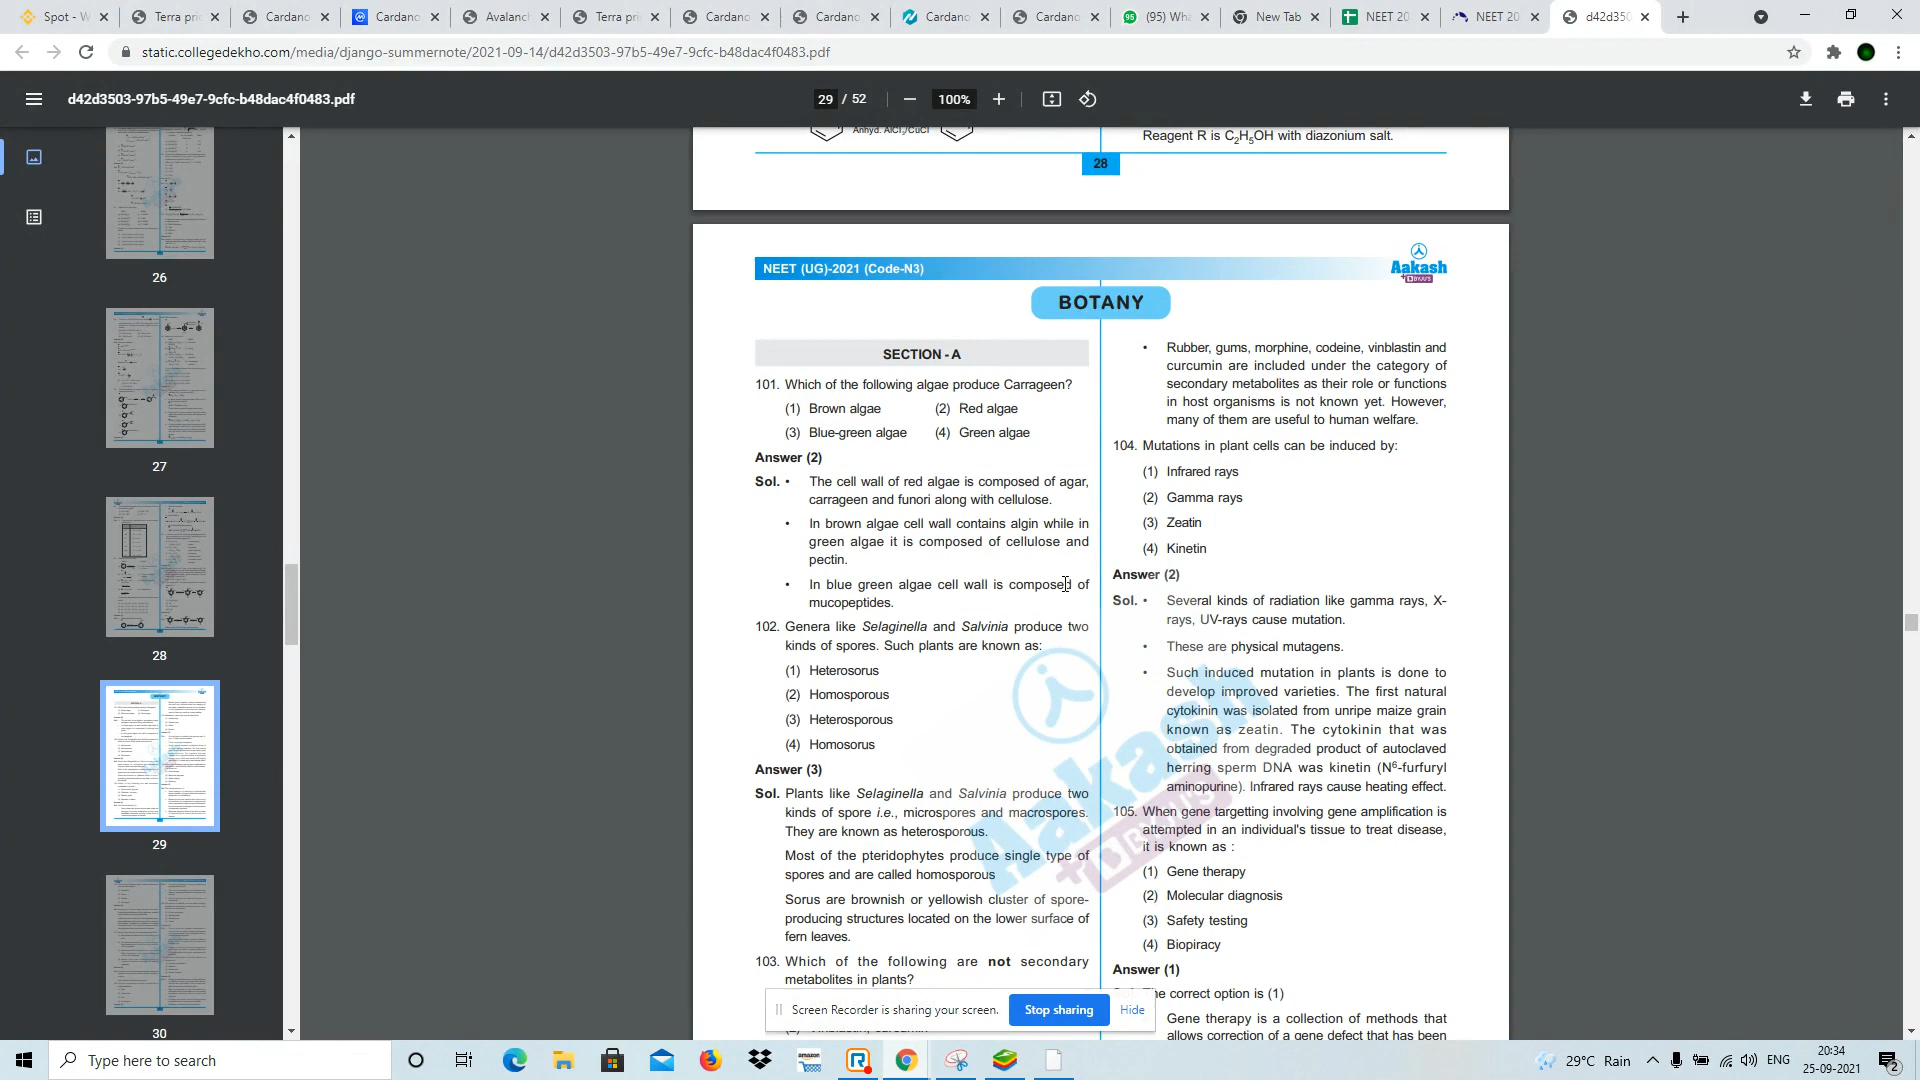 Spot - W
Terra pri
Cardano
Cardano
Avalanch
Terra pri
Cardano
Cardano
Cardano
Cardano
(95) Wha
New Tab
NEET 20
NEET 20
d42d350
static.collegedekho.com/media/django-summernote/2021-09-14/d42d3503-97b5-49e7-9cfc-b48dac4f0483.pdf
d42d3503-97b5-49e7-9cfc-b48dac4f0483.pdf
29 / 52
100%
26
27
28
29
30
Anhyd. AlCl3/CuCl
Reagent R is C2H5OH with diazonium salt.
28
NEET (UG)-2021 (Code-N3)
Aakash
+BYJU'S
BOTANY
SECTION - A
101. Which of the following algae produce Carrageen?
(1) Brown algae (2) Red algae
(3) Blue-green algae (4) Green algae
Answer (2)
Sol. • The cell wall of red algae is composed of agar,
carrageen and funori along with cellulose.
• In brown algae cell wall contains algin while in
green algae it is composed of cellulose and
pectin.
• In blue green algae cell wall is composed of
mucopeptides.
102. Genera like Selaginella and Salvinia produce two
kinds of spores. Such plants are known as:
(1) Heterosorus
(2) Homosporous
(3) Heterosporous
(4) Homosorus
Answer (3)
Sol. Plants like Selaginella and Salvinia produce two
kinds of spore i.e., microspores and macrospores.
They are known as heterosporous.
Most of the pteridophytes produce single type of
spores and are called homosporous
Sorus are brownish or yellowish cluster of spore-
producing structures located on the lower surface of
fern leaves.
103. Which of the following are not secondary
metabolites in plants?
• Rubber, gums, morphine, codeine, vinblastin and
curcumin are included under the category of
secondary metabolites as their role or functions
in host organisms is not known yet. However,
many of them are useful to human welfare.
104. Mutations in plant cells can be induced by:
(1) Infrared rays
(2) Gamma rays
(3) Zeatin
(4) Kinetin
Answer (2)
Sol. • Several kinds of radiation like gamma rays, X-
rays, UV-rays cause mutation.
• These are physical mutagens.
• Such induced mutation in plants is done to
develop improved varieties. The first natural
cytokinin was isolated from unripe maize grain
known as zeatin. The cytokinin that was
obtained from degraded product of autoclaved
herring sperm DNA was kinetin (N6-furfuryl
aminopurine). Infrared rays cause heating effect.
105. When gene targetting involving gene amplification is
attempted in an individual's tissue to treat disease,
it is known as :
(1) Gene therapy
(2) Molecular diagnosis
(3) Safety testing
(4) Biopiracy
Answer (1)
The correct option is (1)
Gene therapy is a collection of methods that
allows correction of a gene defect that has been
Aakash
+BYJU'S
Screen Recorder is sharing your screen.
Stop sharing
Hide
Type here to search
29°C Rain
ENG
20:34
25-09-2021
2